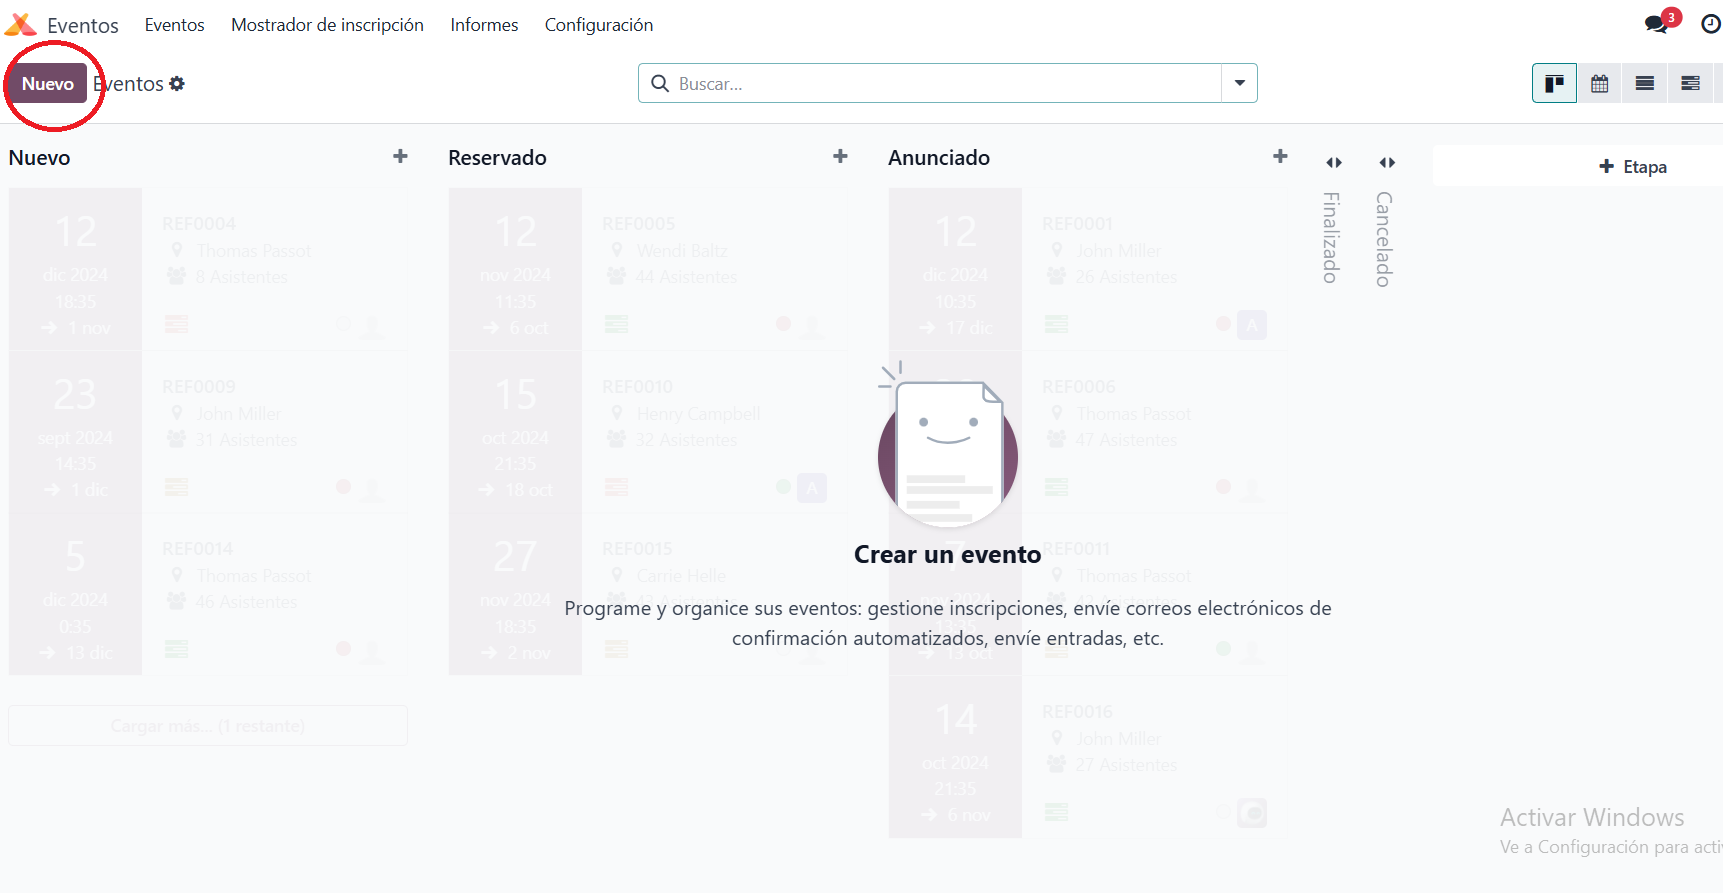 Eventos Eventos Mostrador de inscripción Informes Configuración 3
Nuevo Eventos Buscar...
Nuevo Reservado Anunciado Etapa
Finalizado
Cancelado
12
dic 2024
18:35
1 nov
REF0004
Thomas Passot
8 Asistentes
23
sept 2024
14:35
1 dic
REF0009
John Miller
31 Asistentes
5
dic 2024
0:35
13 dic
REF0014
Thomas Passot
46 Asistentes
Cargar más... (1 restante)
12
nov 2024
11:35
6 oct
REF0005
Wendi Baltz
44 Asistentes
15
oct 2024
21:35
18 oct
REF0010
Henry Campbell
32 Asistentes
A
27
nov 2024
18:35
2 nov
REF0015
Carrie Helle
12
dic 2024
10:35
17 dic
REF0001
John Miller
26 Asistentes
A
REF0006
Thomas Passot
47 Asistentes
7
nov 2024
13:35
13 oct
REF0011
Thomas Passot
14
oct 2024
21:35
6 nov
REF0016
John Miller
27 Asistentes
Crear un evento
Programe y organice sus eventos: gestione inscripciones, envíe correos electrónicos de
confirmación automatizados, envíe entradas, etc.
Activar Windows
Ve a Configuración para